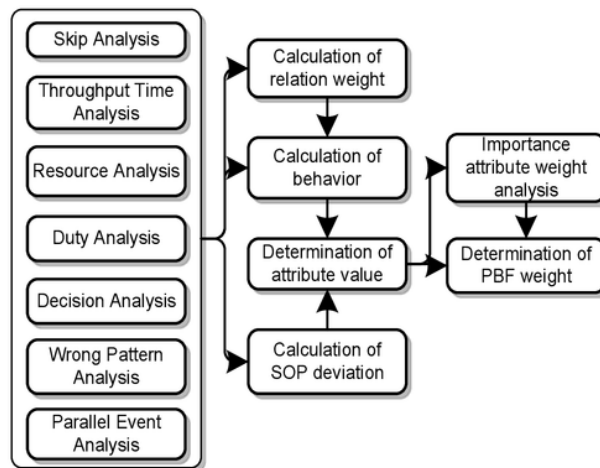 Skip Analysis
Throughput Time
Analysis
Resource Analysis
Duty Analysis
Decision Analysis
Wrong Pattern
Analysis
Parallel Event
Analysis
Calculation of
relation weight
Calculation of
behavior
Determination of
attribute value
Calculation of
SOP deviation
Importance
attribute weight
analysis
Determination of
PBF weight